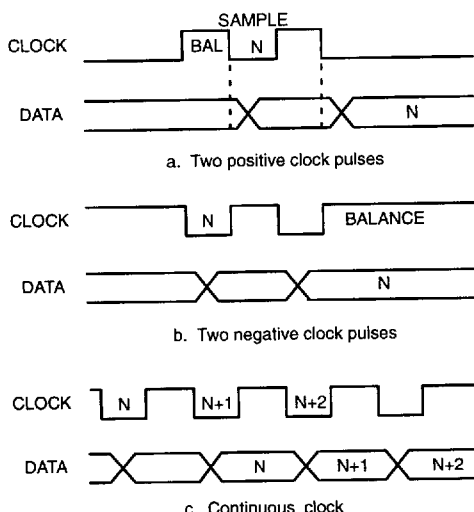 SAMPLE
CLOCK BAL N
DATA N
a. Two positive clock pulses
CLOCK N BALANCE
DATA N
b. Two negative clock pulses
CLOCK N N+1 N+2
DATA N N+1 N+2
c. Continuous clock